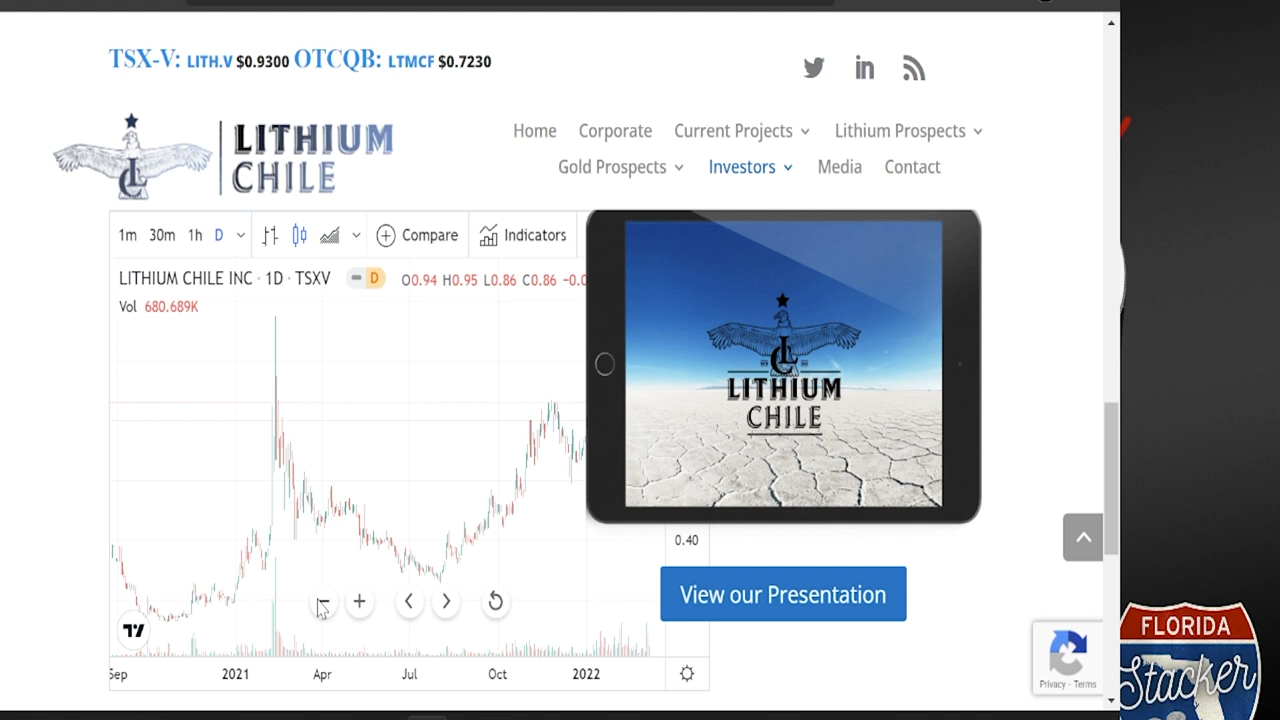 TSX-V: LITH.V $0.9300 OTCQB: LTMCF $0.7230
LITHIUM
CHILE
Home Corporate Current Projects Lithium Prospects
Gold Prospects Investors Media Contact
1m 30m 1h D Compare Indicators
LITHIUM CHILE INC · 1D · TSXV D O0.94 H0.95 L0.86 C0.86 −0.0
Vol 680.689K
LC
LITHIUM
CHILE
0.40
View our Presentation
Sep 2021 Apr Jul Oct 2022
Privacy - Terms
FLORIDA
Stacker